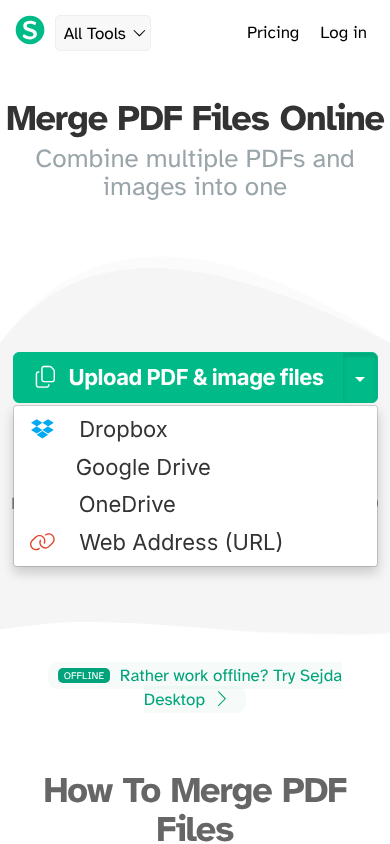 S All Tools Pricing Log in
Merge PDF Files Online
Combine multiple PDFs and
images into one
Upload PDF & image files
Dropbox
Google Drive
OneDrive
Web Address (URL)
OFFLINE Rather work offline? Try Sejda
Desktop
How To Merge PDF
Files